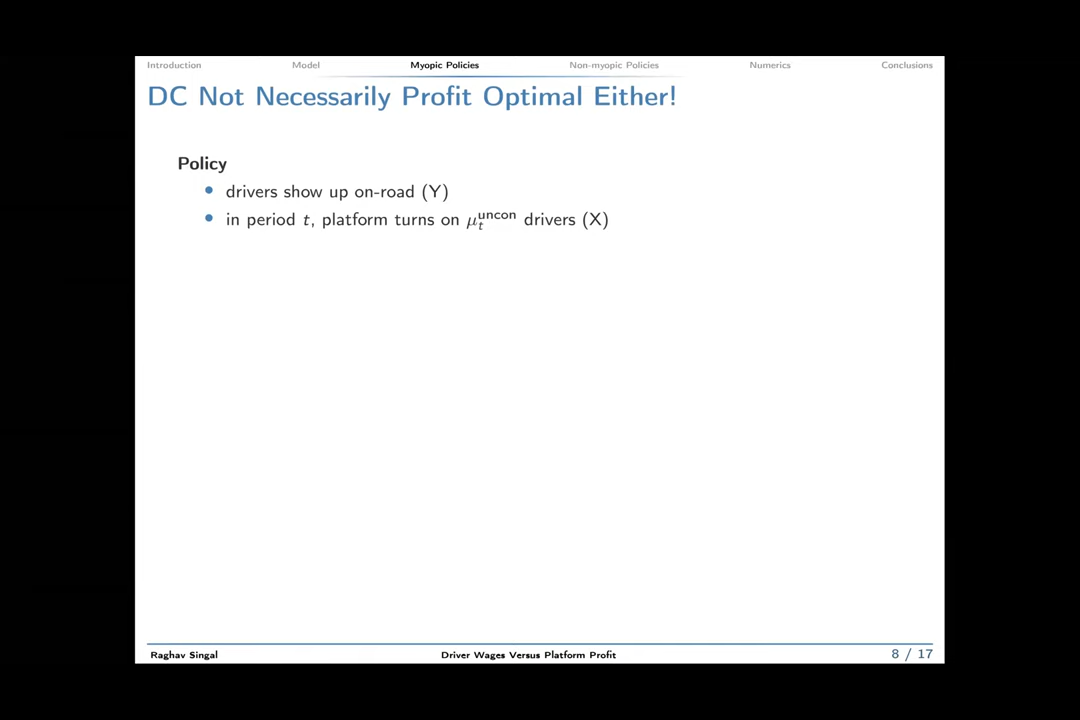 Introduction Model Myopic Policies Non-myopic Policies Numerics Conclusions
DC Not Necessarily Profit Optimal Either!
Policy
• drivers show up on-road (Y)
• in period t, platform turns on μ_t^uncon drivers (X)
Raghav Singal Driver Wages Versus Platform Profit 8 / 17